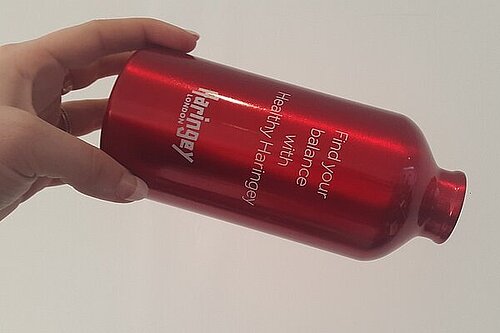 Find your
balance
with
Healthy Haringey
Haringey
LONDON